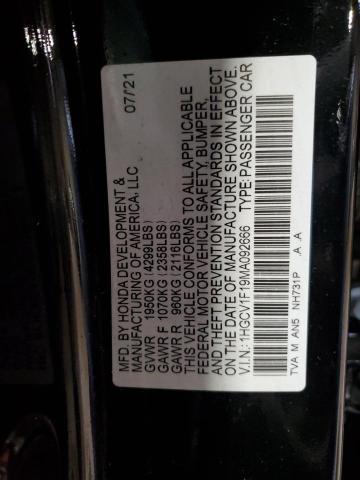 MFD. BY HONDA DEVELOPMENT & 07/'21
MANUFACTURING OF AMERICA, LLC
GVWR 1950KG(4299LBS)
GAWR F 1070KG(2358LBS)
GAWR R 960KG(2116LBS)
THIS VEHICLE CONFORMS TO ALL APPLICABLE
FEDERAL MOTOR VEHICLE SAFETY, BUMPER,
AND THEFT PREVENTION STANDARDS IN EFFECT
ON THE DATE OF MANUFACTURE SHOWN ABOVE.
V.I.N.: 1HGCV1F19MA092666 TYPE: PASSENGER CAR
TVA M AN5 NH731P A A